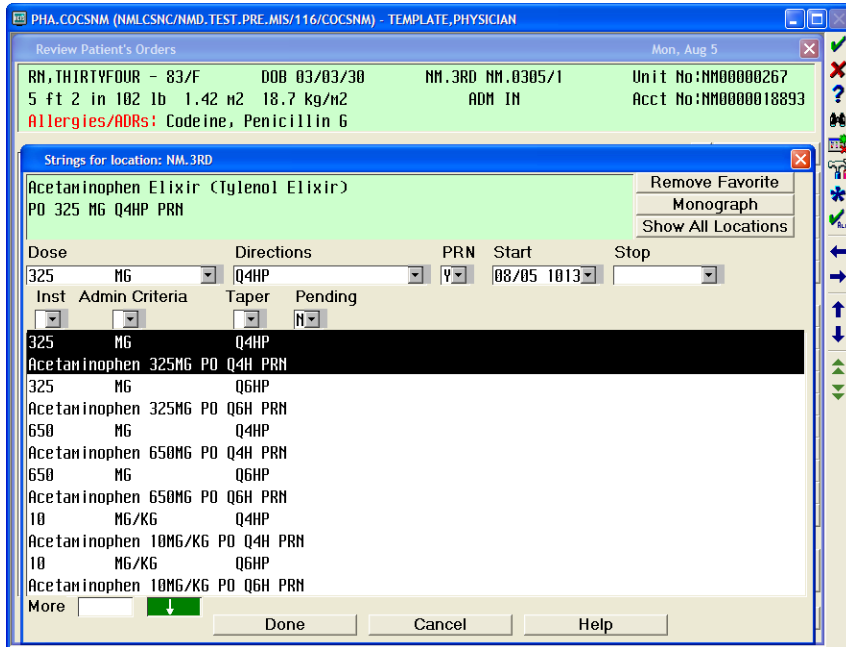 PHA.COCSNM (NMLCSNC/NMD.TEST.PRE.MIS/116/COCSNM) - TEMPLATE,PHYSICIAN
Review Patient's Orders Mon, Aug 5
RN,THIRTYFOUR - 83/F DOB 03/03/30 NM.3RD NM.0305/1 Unit No:NM00000267
5 ft 2 in 102 lb 1.42 m2 18.7 kg/m2 ADM IN Acct No:NM0000018893
Allergies/ADRs: Codeine, Penicillin G
Strings for location: NM.3RD
Acetaminophen Elixir (Tylenol Elixir) Remove Favorite
PO 325 MG Q4HP PRN Monograph
Show All Locations
Dose Directions PRN Start Stop
325 MG Q4HP Y 08/05 1013
Inst Admin Criteria Taper Pending
N
325 MG Q4HP
Acetaminophen 325MG PO Q4H PRN
325 MG Q6HP
Acetaminophen 325MG PO Q6H PRN
650 MG Q4HP
Acetaminophen 650MG PO Q4H PRN
650 MG Q6HP
Acetaminophen 650MG PO Q6H PRN
10 MG/KG Q4HP
Acetaminophen 10MG/KG PO Q4H PRN
10 MG/KG Q6HP
Acetaminophen 10MG/KG PO Q6H PRN
More
Done Cancel Help